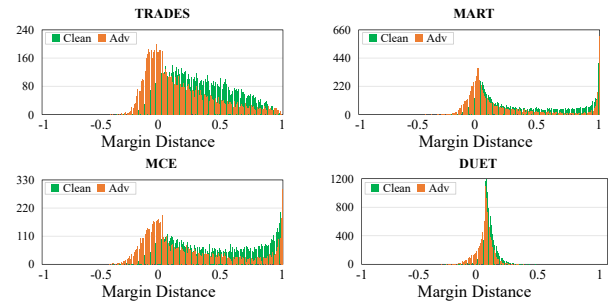 TRADES
240
160
80
0
Clean Adv
-1 -0.5 0 0.5 1
Margin Distance
MART
660
440
220
0
Clean Adv
-1 -0.5 0 0.5 1
Margin Distance
MCE
330
220
110
0
Clean Adv
-1 -0.5 0 0.5 1
Margin Distance
DUET
1200
800
400
0
Clean Adv
-1 -0.5 0 0.5 1
Margin Distance